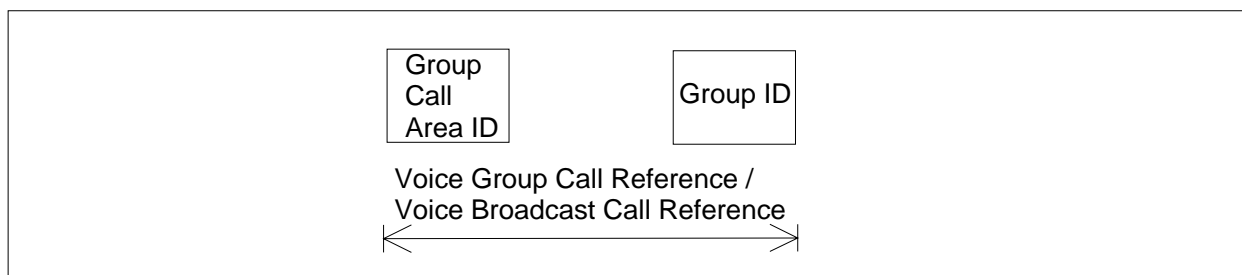 Group
Call
Area ID
Group ID
Voice Group Call Reference /
Voice Broadcast Call Reference